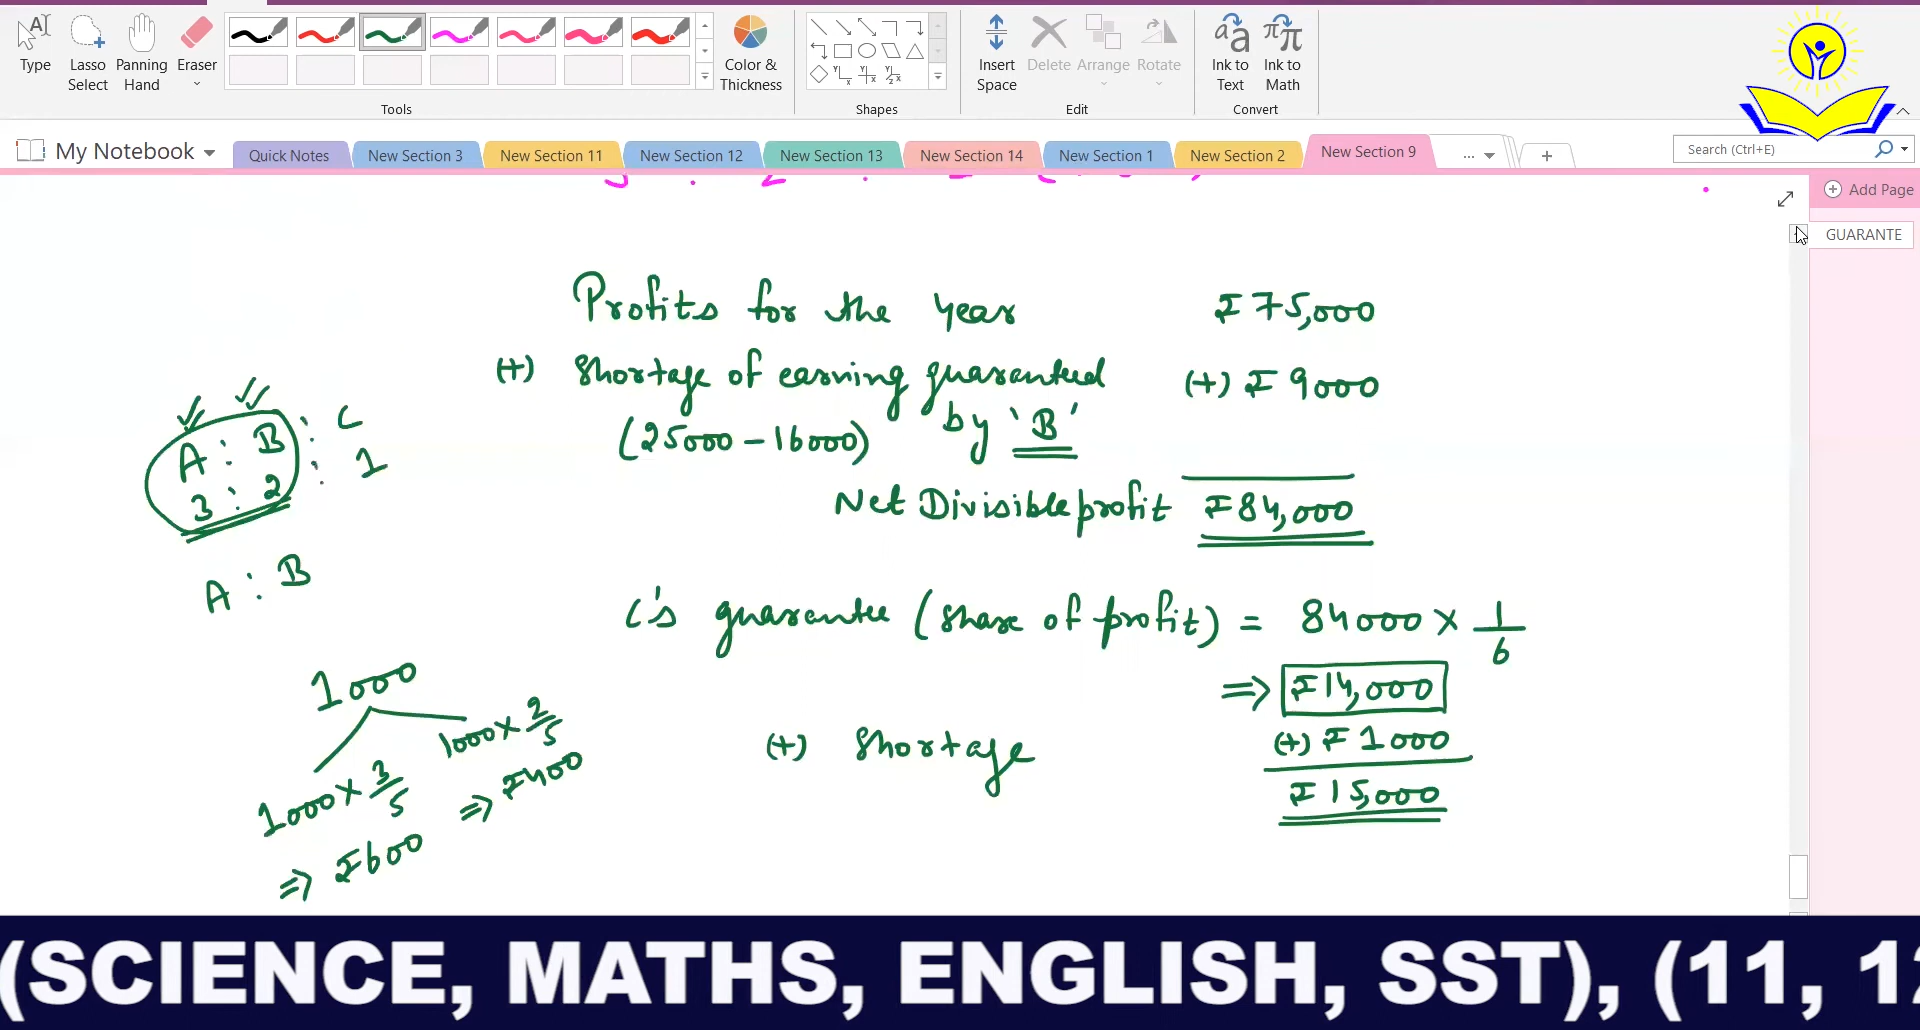 Type
Lasso Select
Panning Hand
Eraser
Tools
Color & Thickness
Shapes
Insert Space
Delete
Arrange
Rotate
Edit
Ink to Text
Ink to Math
Convert
My Notebook
Quick Notes
New Section 3
New Section 11
New Section 12
New Section 13
New Section 14
New Section 1
New Section 2
New Section 9
...
Search (Ctrl+E)
Add Page
GUARANTE
Profits for the year ₹75,000
(+) Shortage of earning guaranteed (+) ₹9000
(25000 - 16000) by 'B'
Net Divisible profit ₹84,000
A : B : C
3 : 2 : 1
A : B
C's guarantee (share of profit) = 84000 × 1/6
⇒ ₹14,000
(+) Shortage (+) ₹1000
₹15,000
1000
1000 × 3/5
⇒ ₹600
1000 × 2/5
⇒ ₹400
(SCIENCE, MATHS, ENGLISH, SST), (11, 12